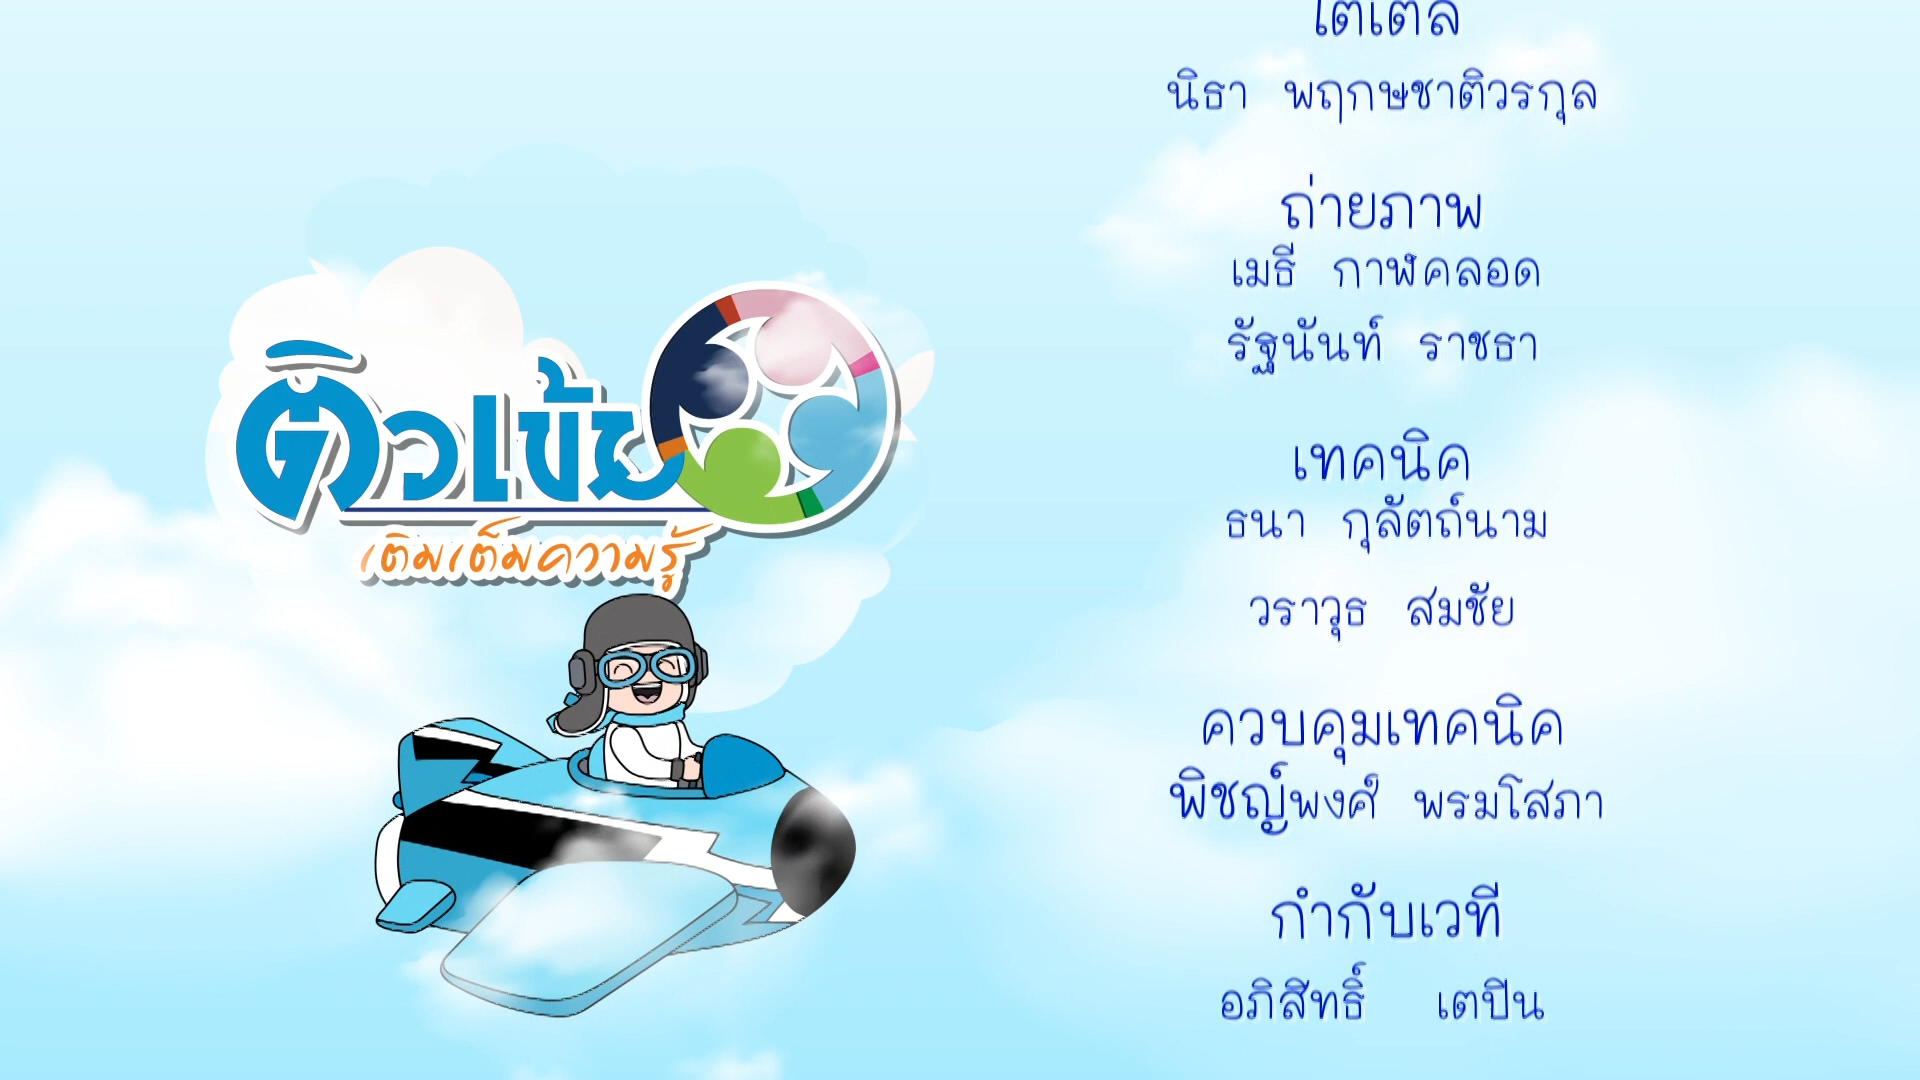 ติวเข้ม
เติมเต็มความรู้
ไตเติ้ล
นิธา พฤกษชาติวรกุล
ถ่ายภาพ
เมธี กาฬคลอด
รัฐนันท์ ราชธา
เทคนิค
ธนา กุลัตถ์นาม
วราวุธ สมชัย
ควบคุมเทคนิค
พิชญ์พงศ์ พรมโสภา
กำกับเวที
อภิสิทธิ์ เตปิน